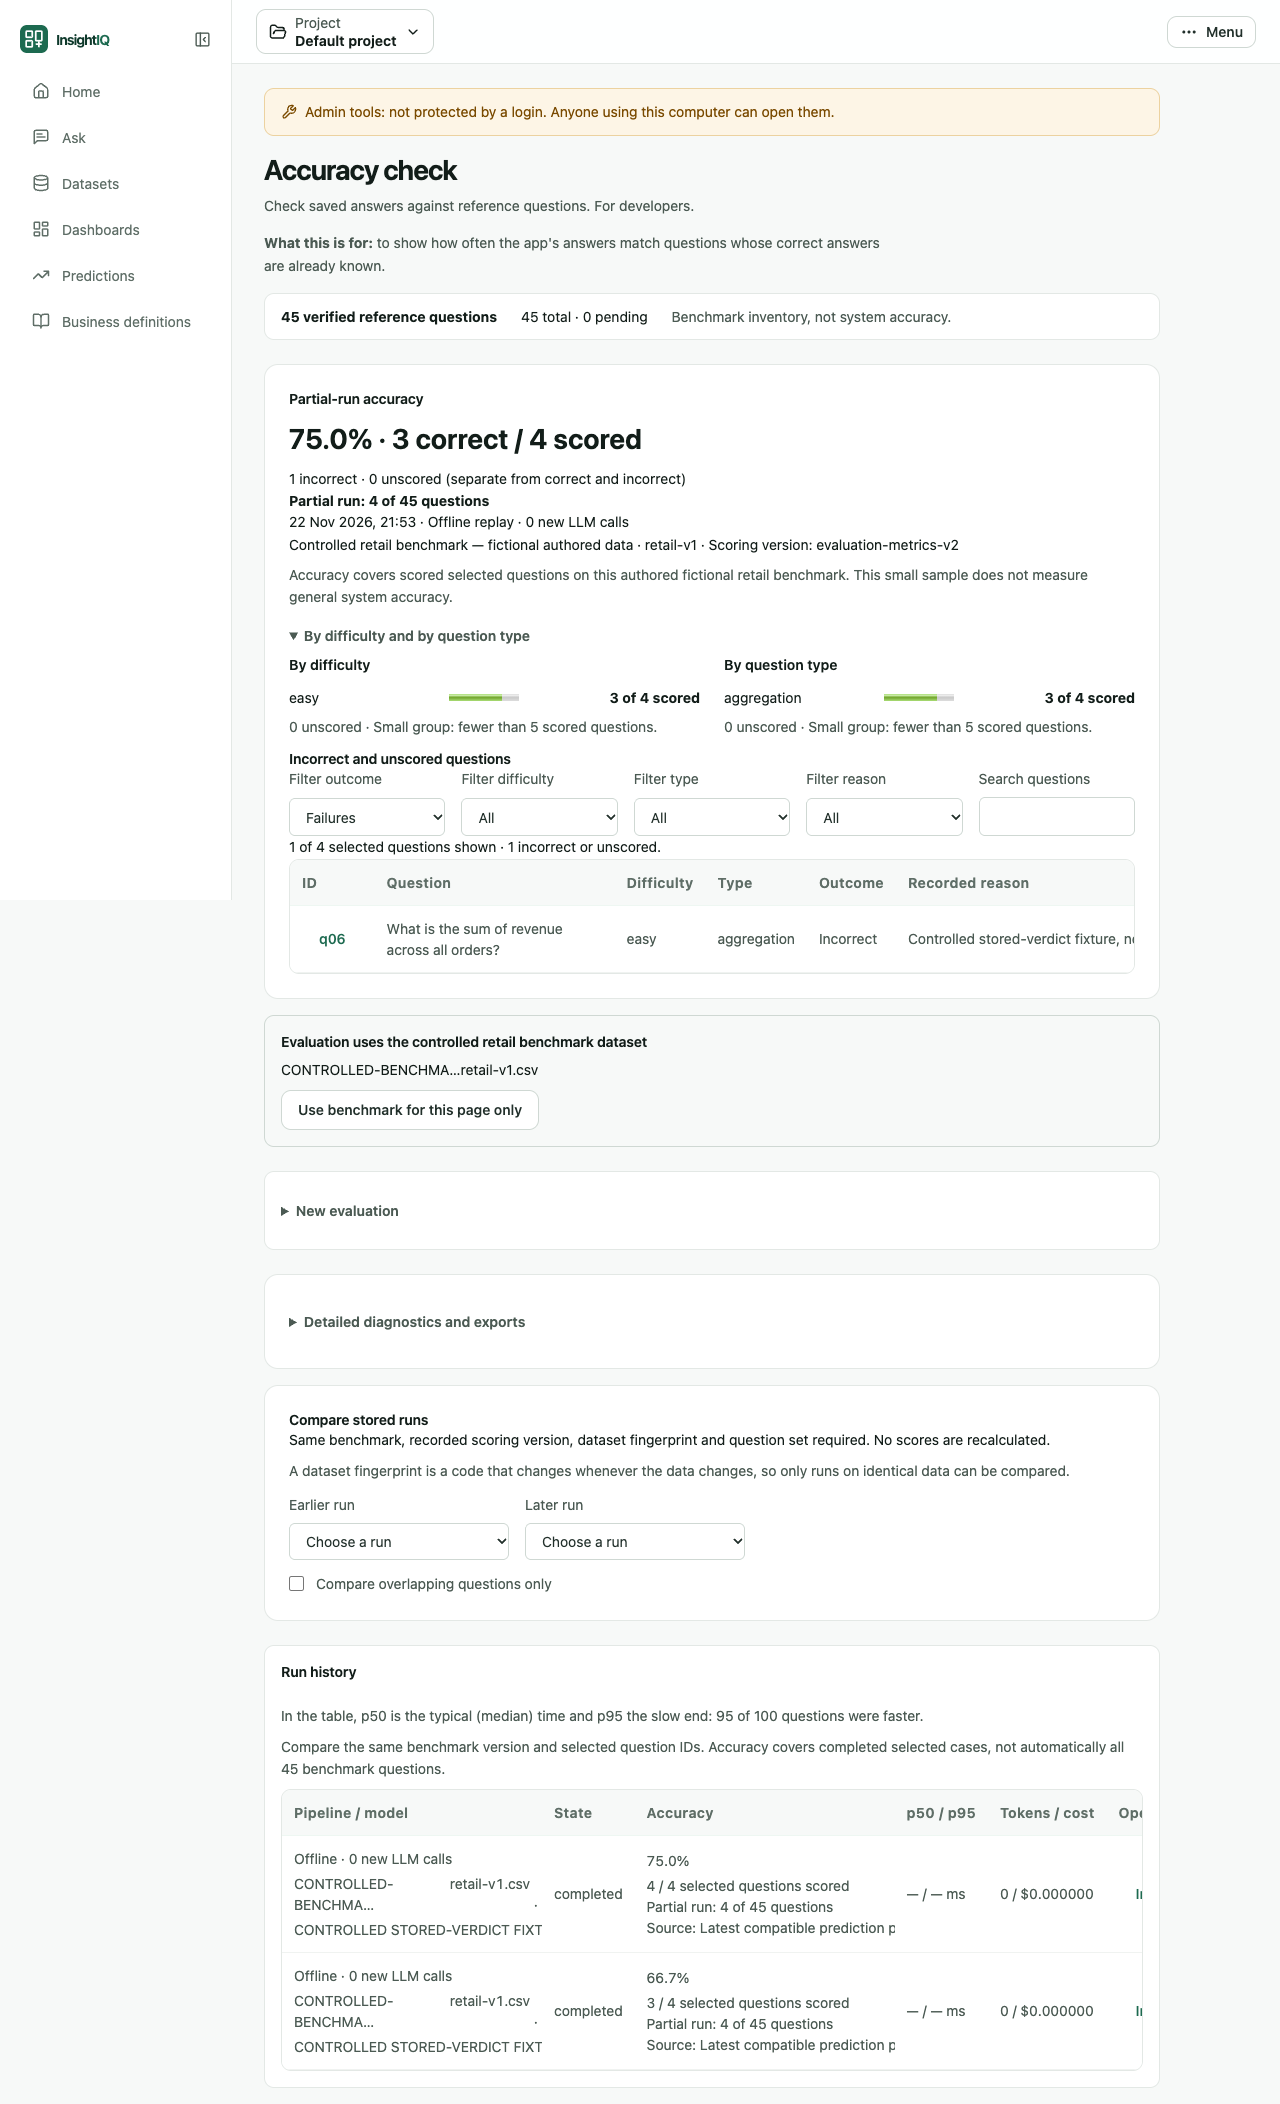 InsightIQ
Project
Default project
Menu
Home
Ask
Datasets
Dashboards
Predictions
Business definitions
Admin tools: not protected by a login. Anyone using this computer can open them.
Accuracy check
Check saved answers against reference questions. For developers.
What this is for: to show how often the app's answers match questions whose correct answers
are already known.
45 verified reference questions 45 total · 0 pending Benchmark inventory, not system accuracy.
Partial-run accuracy
75.0% · 3 correct / 4 scored
1 incorrect · 0 unscored (separate from correct and incorrect)
Partial run: 4 of 45 questions
22 Nov 2026, 21:53 · Offline replay · 0 new LLM calls
Controlled retail benchmark — fictional authored data · retail-v1 · Scoring version: evaluation-metrics-v2
Accuracy covers scored selected questions on this authored fictional retail benchmark. This small sample does not measure
general system accuracy.
▼ By difficulty and by question type
By difficulty By question type
easy 3 of 4 scored aggregation 3 of 4 scored
0 unscored · Small group: fewer than 5 scored questions. 0 unscored · Small group: fewer than 5 scored questions.
Incorrect and unscored questions
Filter outcome Filter difficulty Filter type Filter reason Search questions
Failures All All All
1 of 4 selected questions shown · 1 incorrect or unscored.
ID Question Difficulty Type Outcome Recorded reason
q06 What is the sum of revenue across all orders? easy aggregation Incorrect Controlled stored-verdict fixture,
Evaluation uses the controlled retail benchmark dataset
CONTROLLED-BENCHMA...retail-v1.csv
Use benchmark for this page only
▶ New evaluation
▶ Detailed diagnostics and exports
Compare stored runs
Same benchmark, recorded scoring version, dataset fingerprint and question set required. No scores are recalculated.
A dataset fingerprint is a code that changes whenever the data changes, so only runs on identical data can be compared.
Earlier run Later run
Choose a run Choose a run
Compare overlapping questions only
Run history
In the table, p50 is the typical (median) time and p95 the slow end: 95 of 100 questions were faster.
Compare the same benchmark version and selected question IDs. Accuracy covers completed selected cases, not automatically all
45 benchmark questions.
Pipeline / model State Accuracy p50 / p95 Tokens / cost
Offline · 0 new LLM calls
CONTROLLED-BENCHMA... retail-v1.csv ·
CONTROLLED STORED-VERDICT FIXT
completed
75.0%
4 / 4 selected questions scored
Partial run: 4 of 45 questions
Source: Latest compatible prediction
— / — ms
0 / $0.000000
Offline · 0 new LLM calls
CONTROLLED-BENCHMA... retail-v1.csv ·
CONTROLLED STORED-VERDICT FIXT
completed
66.7%
3 / 4 selected questions scored
Partial run: 4 of 45 questions
Source: Latest compatible prediction
— / — ms
0 / $0.000000